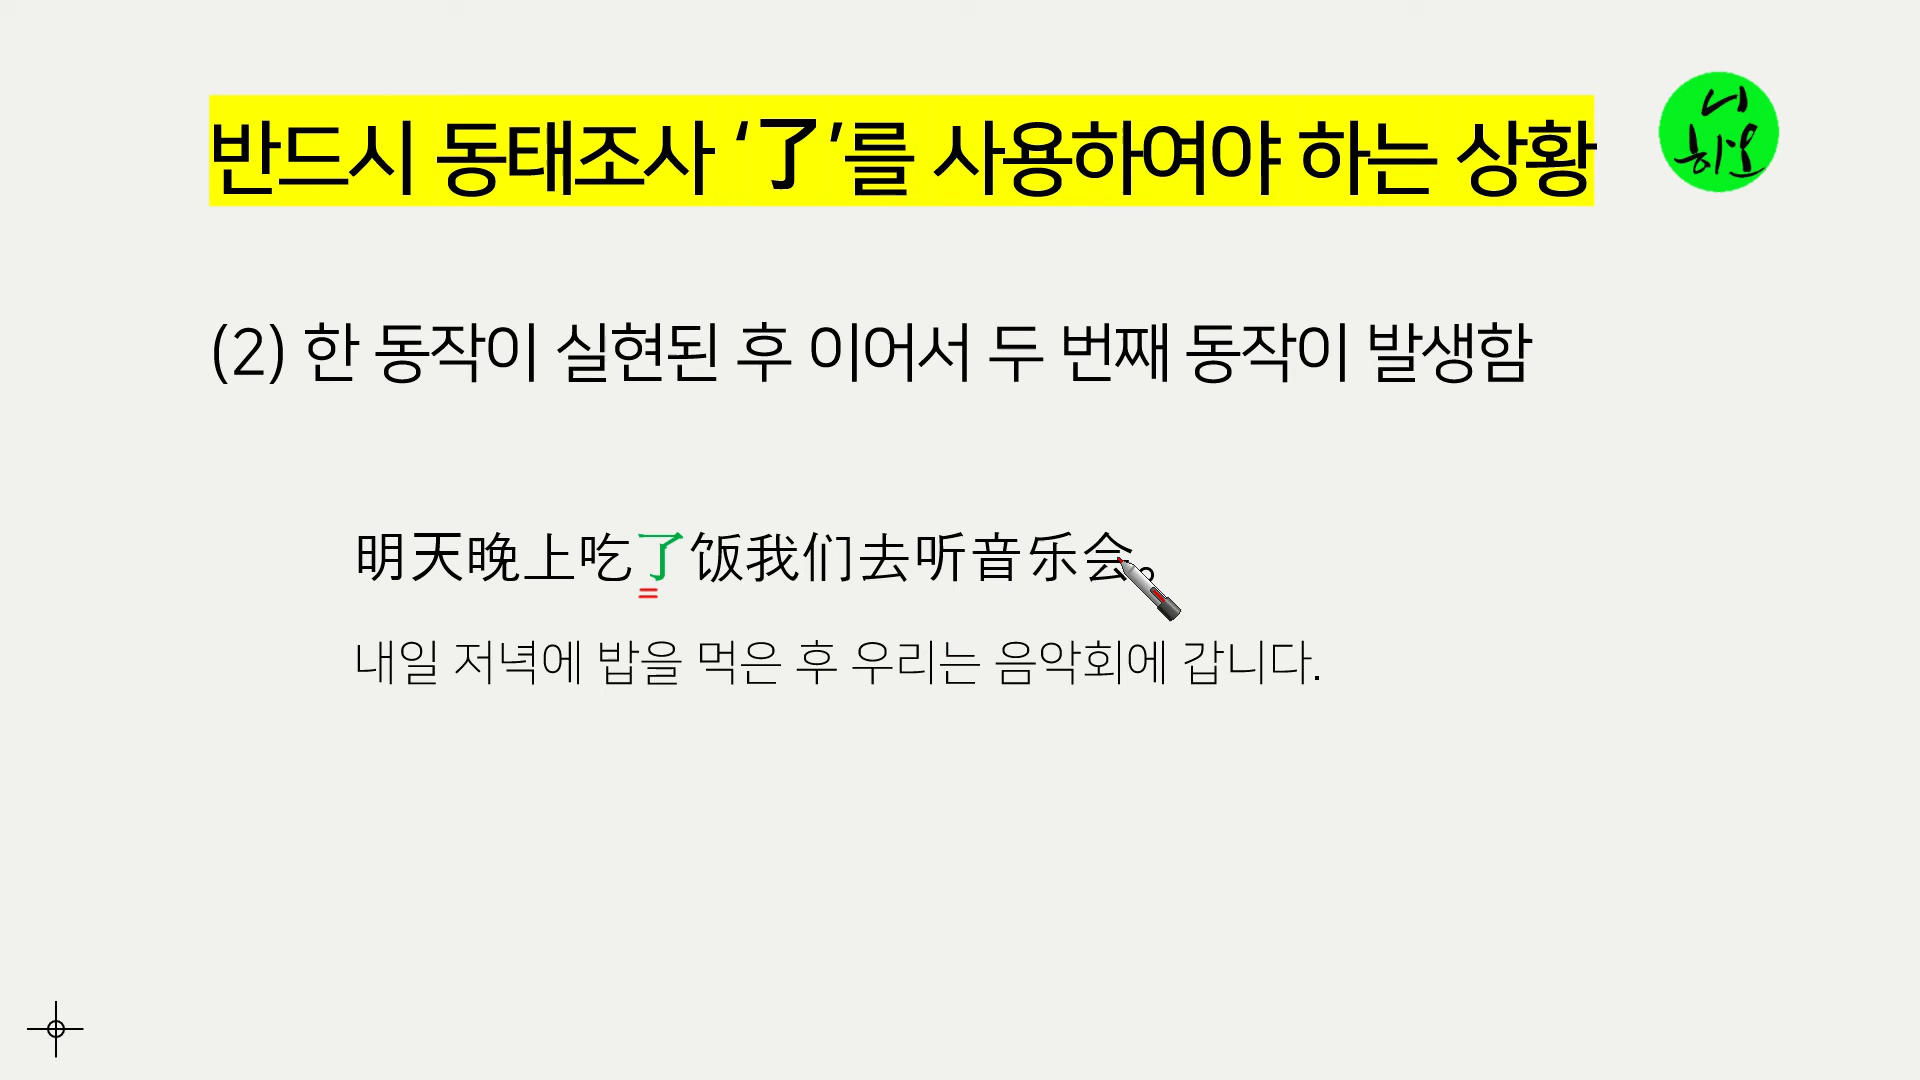 반드시 동태조사 ‘了’를 사용하여야 하는 상황
니
하오
(2) 한 동작이 실현된 후 이어서 두 번째 동작이 발생함
明天晚上吃了饭我们去听音乐会。
내일 저녁에 밥을 먹은 후 우리는 음악회에 갑니다.